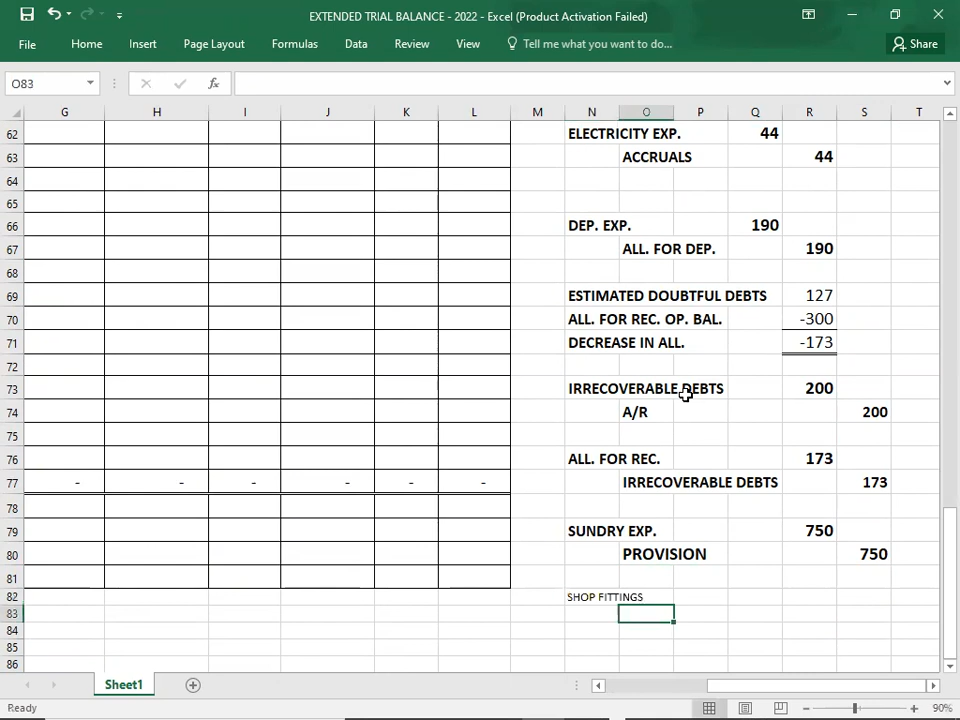 EXTENDED TRIAL BALANCE - 2022 - Excel (Product Activation Failed)
File Home Insert Page Layout Formulas Data Review View Tell me what you want to do... Share
O83 fx
G H I J K L M N O P Q R S T
62 ELECTRICITY EXP. 44
63 ACCRUALS 44
64
65
66 DEP. EXP. 190
67 ALL. FOR DEP. 190
68
69 ESTIMATED DOUBTFUL DEBTS 127
70 ALL. FOR REC. OP. BAL. -300
71 DECREASE IN ALL. -173
72
73 IRRECOVERABLE DEBTS 200
74 A/R 200
75
76 ALL. FOR REC. 173
77 - - - - - - IRRECOVERABLE DEBTS 173
78
79 SUNDRY EXP. 750
80 PROVISION 750
81
82 SHOP FITTINGS
83
84
85
86
Sheet1
Ready 90%